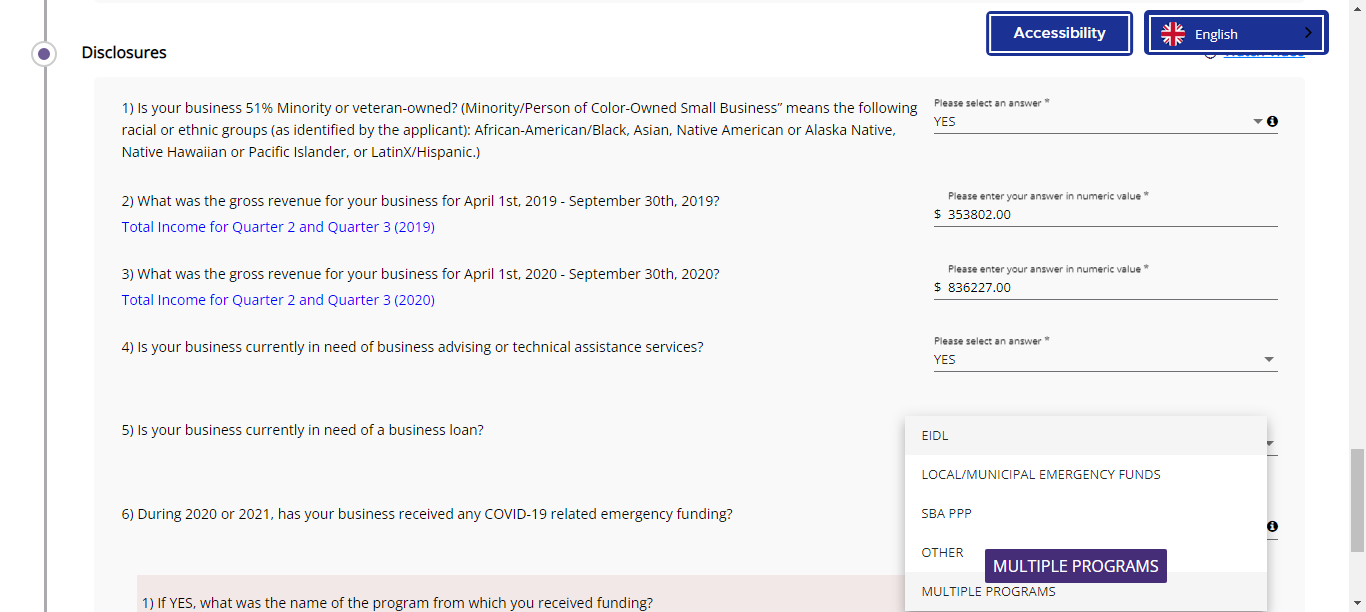 Accessibility
English
Disclosures
1) Is your business 51% Minority or veteran-owned? (Minority/Person of Color-Owned Small Business” means the following
racial or ethnic groups (as identified by the applicant): African-American/Black, Asian, Native American or Alaska Native,
Native Hawaiian or Pacific Islander, or LatinX/Hispanic.)
Please select an answer *
YES
2) What was the gross revenue for your business for April 1st, 2019 - September 30th, 2019?
Total Income for Quarter 2 and Quarter 3 (2019)
Please enter your answer in numeric value *
$ 353802.00
3) What was the gross revenue for your business for April 1st, 2020 - September 30th, 2020?
Total Income for Quarter 2 and Quarter 3 (2020)
Please enter your answer in numeric value *
$ 836227.00
4) Is your business currently in need of business advising or technical assistance services?
Please select an answer *
YES
5) Is your business currently in need of a business loan?
6) During 2020 or 2021, has your business received any COVID-19 related emergency funding?
1) If YES, what was the name of the program from which you received funding?
EIDL
LOCAL/MUNICIPAL EMERGENCY FUNDS
SBA PPP
OTHER
MULTIPLE PROGRAMS
MULTIPLE PROGRAMS